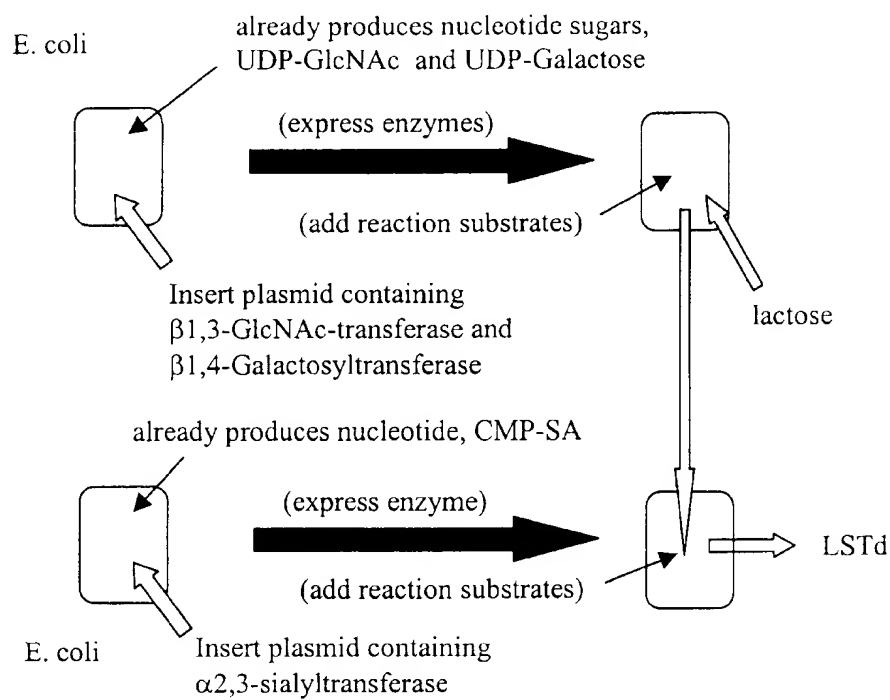 E. coli
already produces nucleotide sugars,
UDP-GlcNAc and UDP-Galactose
(express enzymes)
(add reaction substrates)
Insert plasmid containing
β1,3-GlcNAc-transferase and
β1,4-Galactosyltransferase
lactose
already produces nucleotide, CMP-SA
(express enzyme)
(add reaction substrates)
LSTd
E. coli
Insert plasmid containing
α2,3-sialyltransferase